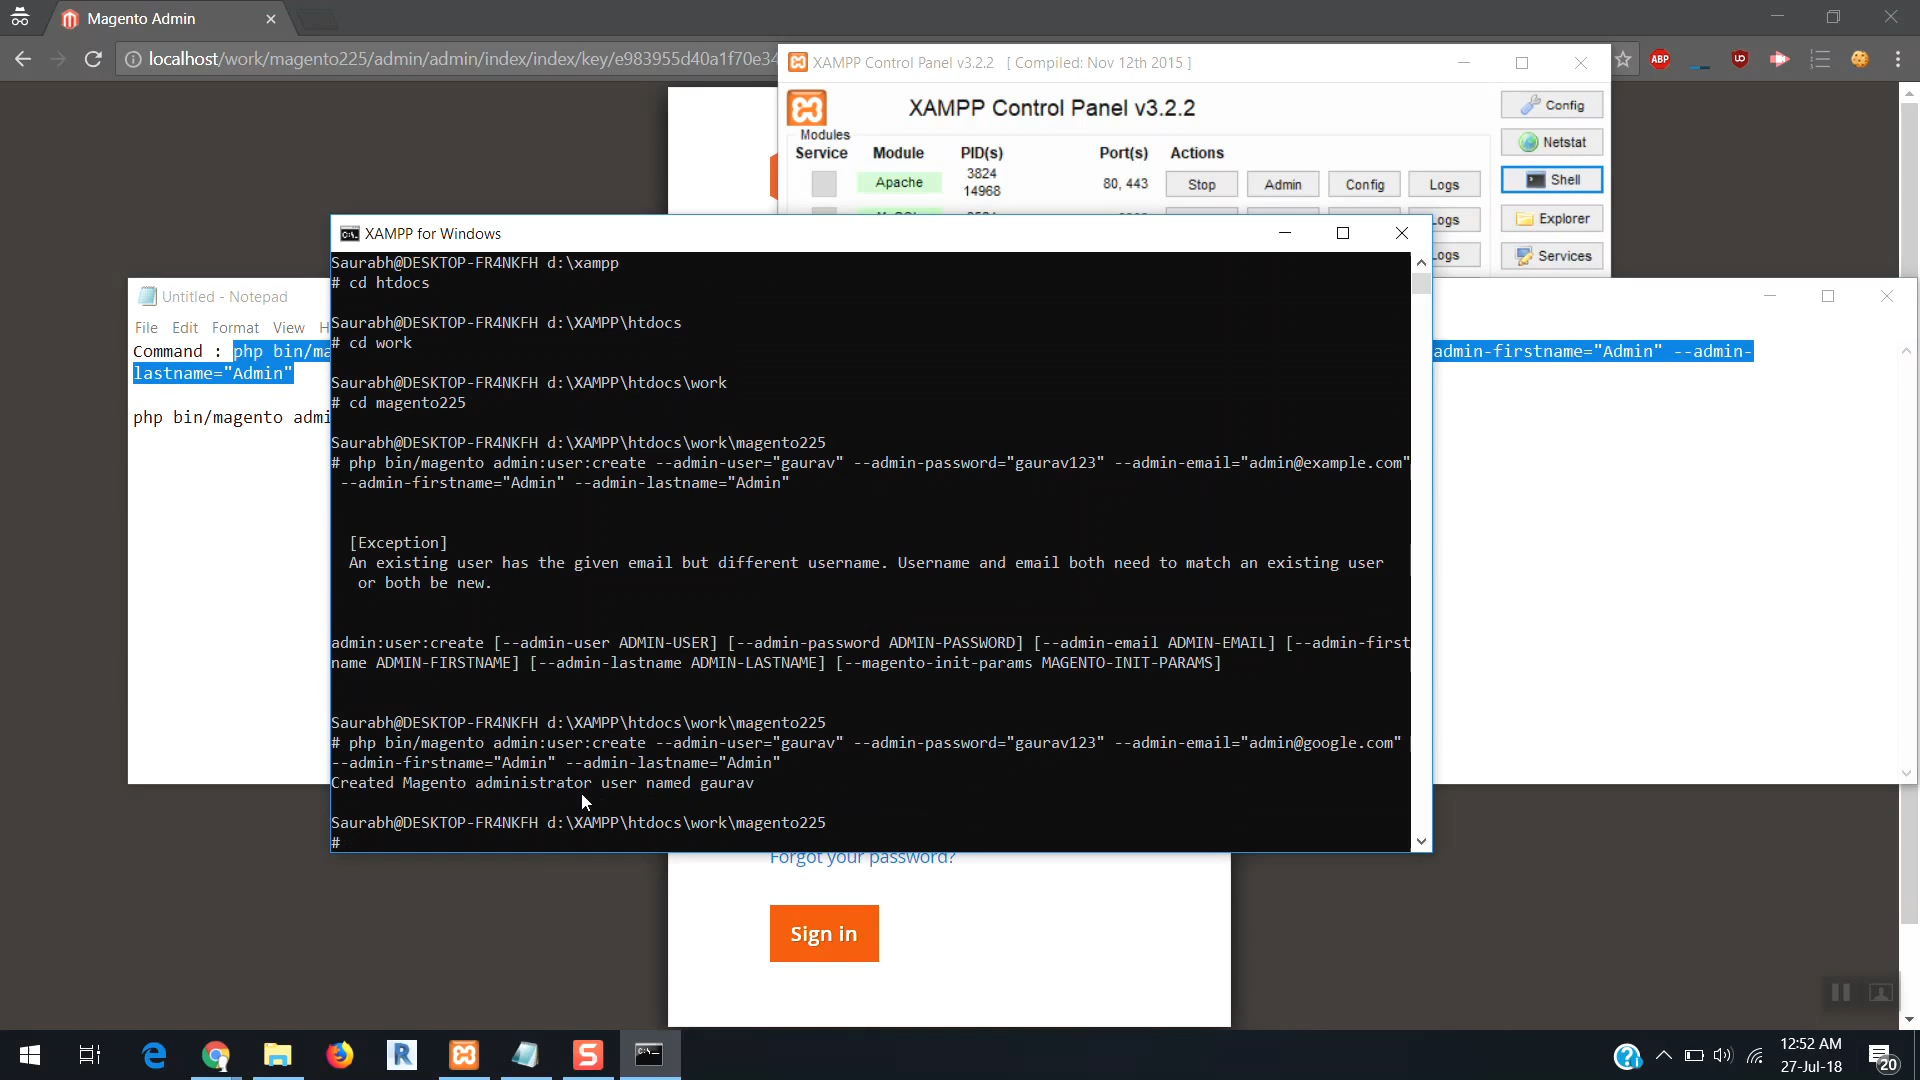 Magento Admin
localhost/work/magento225/admin/admin/index/index/key/e983955d40a1f70e34
ABP
XAMPP Control Panel v3.2.2 [ Compiled: Nov 12th 2015 ]
XAMPP Control Panel v3.2.2
Config
Netstat
Shell
Explorer
Services
Modules
Service Module PID(s) Port(s) Actions
Apache 3824 14968 80, 443 Stop Admin Config Logs
Logs
Logs
Untitled - Notepad
File Edit Format View H
Command : php bin/ma
admin-firstname="Admin" --admin-
lastname="Admin"
php bin/magento admi
XAMPP for Windows
Saurabh@DESKTOP-FR4NKFH d:\xampp
# cd htdocs
Saurabh@DESKTOP-FR4NKFH d:\XAMPP\htdocs
# cd work
Saurabh@DESKTOP-FR4NKFH d:\XAMPP\htdocs\work
# cd magento225
Saurabh@DESKTOP-FR4NKFH d:\XAMPP\htdocs\work\magento225
# php bin/magento admin:user:create --admin-user="gaurav" --admin-password="gaurav123" --admin-email="admin@example.com"
--admin-firstname="Admin" --admin-lastname="Admin"
[Exception]
An existing user has the given email but different username. Username and email both need to match an existing user
or both be new.
admin:user:create [--admin-user ADMIN-USER] [--admin-password ADMIN-PASSWORD] [--admin-email ADMIN-EMAIL] [--admin-first
name ADMIN-FIRSTNAME] [--admin-lastname ADMIN-LASTNAME] [--magento-init-params MAGENTO-INIT-PARAMS]
Saurabh@DESKTOP-FR4NKFH d:\XAMPP\htdocs\work\magento225
# php bin/magento admin:user:create --admin-user="gaurav" --admin-password="gaurav123" --admin-email="admin@google.com"
--admin-firstname="Admin" --admin-lastname="Admin"
Created Magento administrator user named gaurav
Saurabh@DESKTOP-FR4NKFH d:\XAMPP\htdocs\work\magento225
#
Forgot your password?
Sign in
12:52 AM
27-Jul-18
20